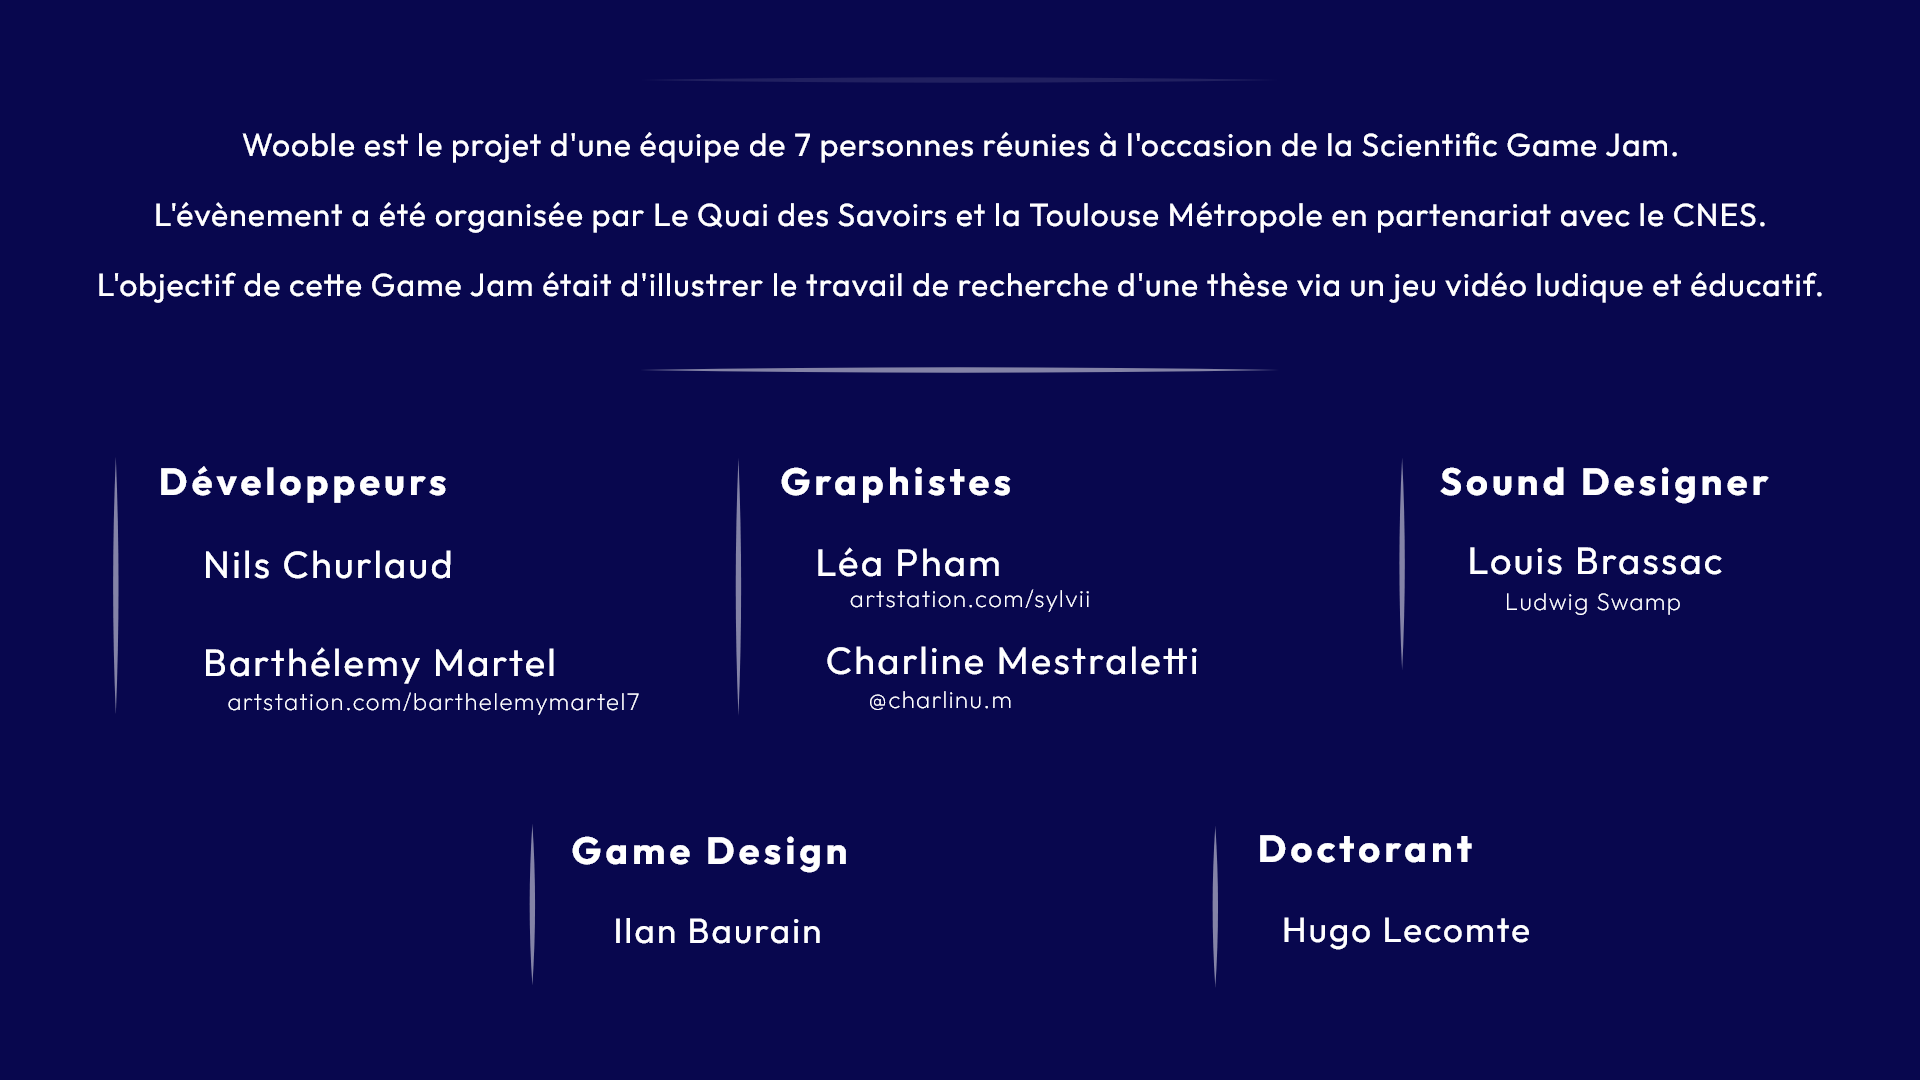 Wooble est le projet d'une équipe de 7 personnes réunies à l'occasion de la Scientific Game Jam.
L'évènement a été organisée par Le Quai des Savoirs et la Toulouse Métropole en partenariat avec le CNES.
L'objectif de cette Game Jam était d'illustrer le travail de recherche d'une thèse via un jeu vidéo ludique et éducatif.
Développeurs
Nils Churlaud
Barthélemy Martel
artstation.com/barthelemymartel7
Graphistes
Léa Pham
artstation.com/sylvii
Charline Mestraletti
@charlinu.m
Sound Designer
Louis Brassac
Ludwig Swamp
Game Design
Ilan Baurain
Doctorant
Hugo Lecomte